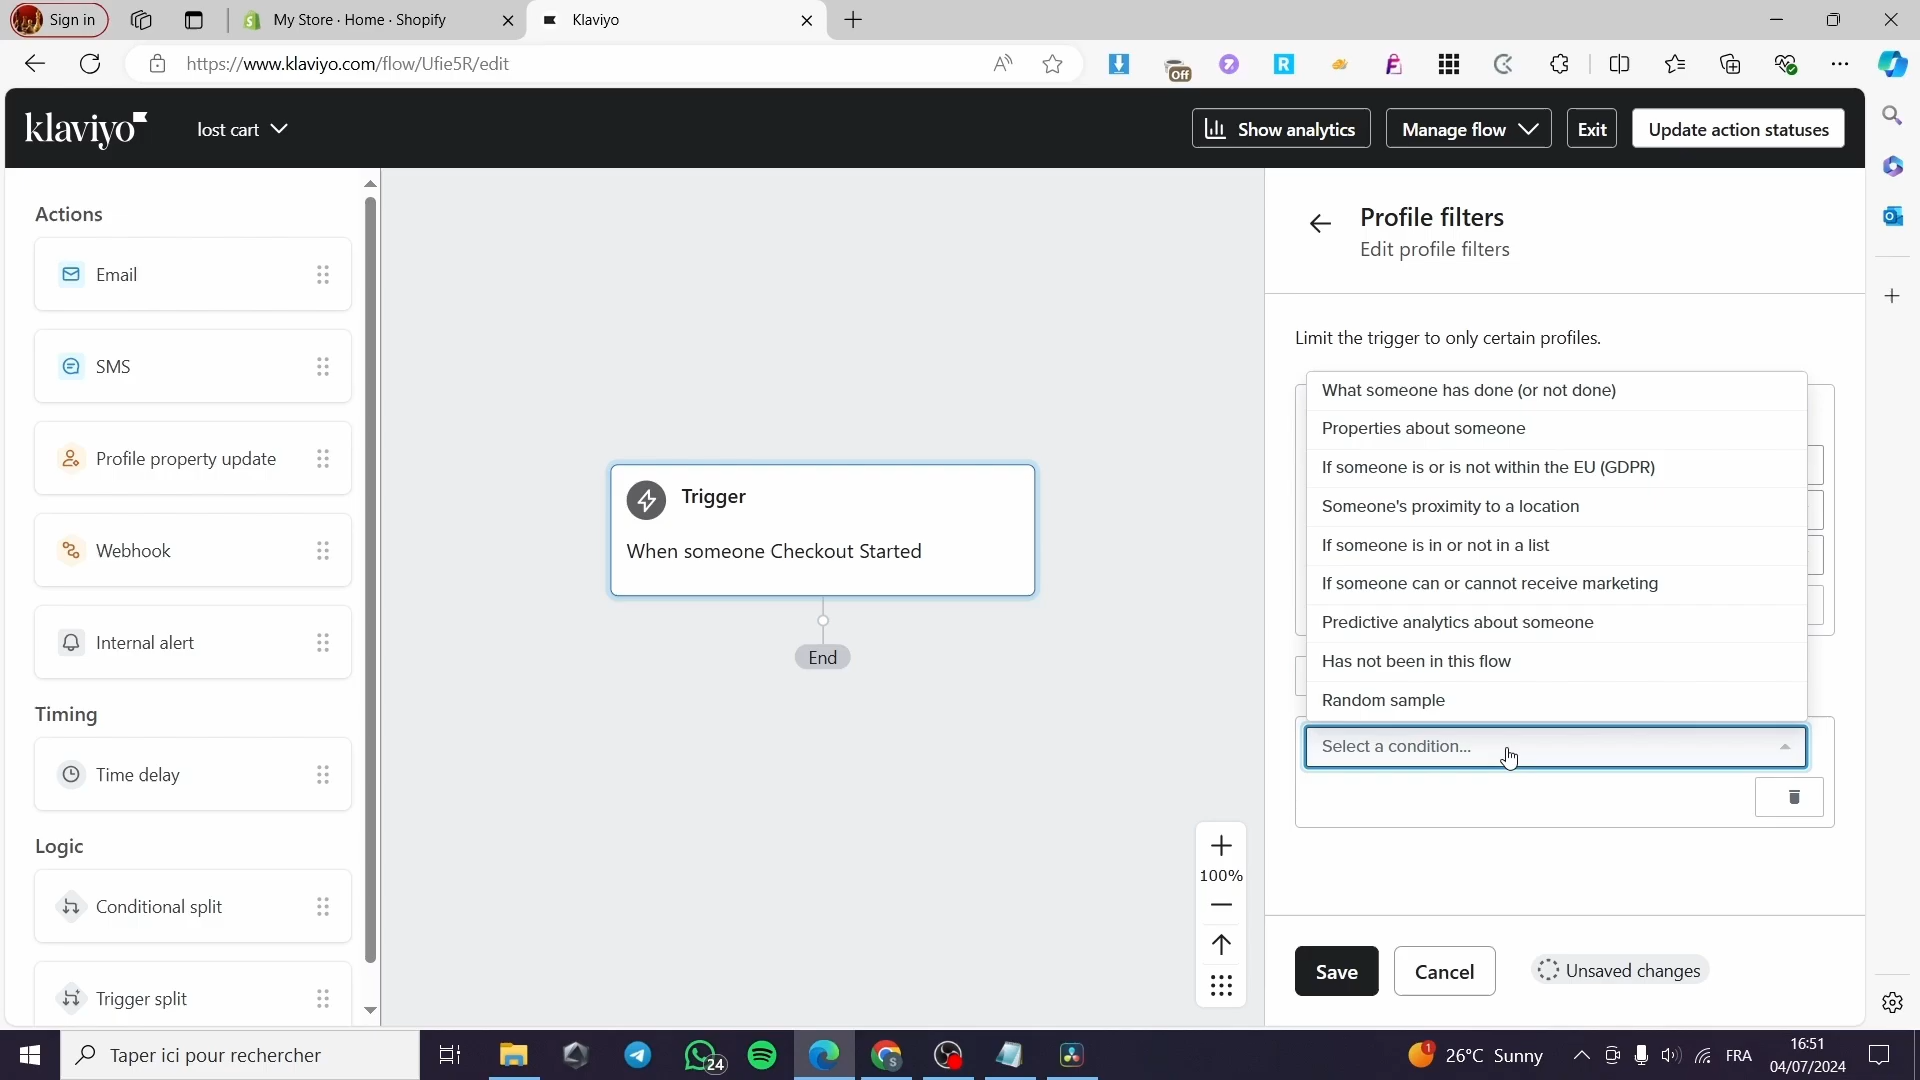 Sign in
My Store · Home · Shopify
Klaviyo
https://www.klaviyo.com/flow/Ufie5R/edit
Off
klaviyo
lost cart
Show analytics
Manage flow
Exit
Update action statuses
Actions
Email
SMS
Profile property update
Webhook
Internal alert
Timing
Time delay
Logic
Conditional split
Trigger split
Trigger
When someone Checkout Started
End
100%
Profile filters
Edit profile filters
Limit the trigger to only certain profiles.
What someone has done (or not done)
Properties about someone
If someone is or is not within the EU (GDPR)
Someone's proximity to a location
If someone is in or not in a list
If someone can or cannot receive marketing
Predictive analytics about someone
Has not been in this flow
Random sample
Select a condition...
Save
Cancel
Unsaved changes
Taper ici pour rechercher
24
1
26°C Sunny
FRA
16:51
04/07/2024